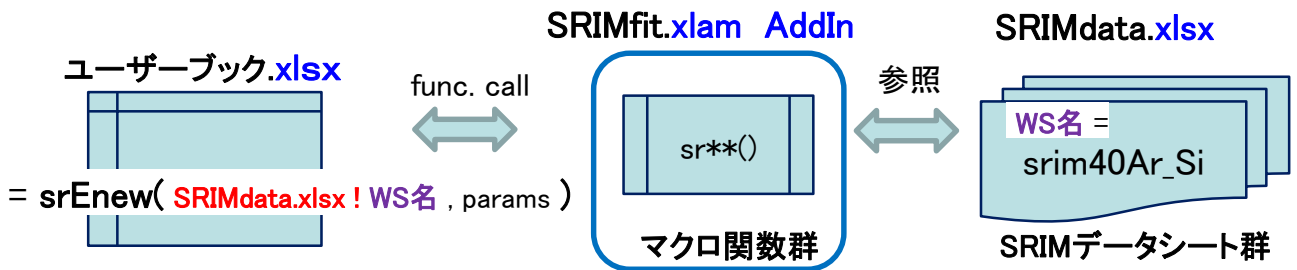 SRIMfit.xlam AddIn
SRIMdata.xlsx
ユーザーブック.xlsx
func. call
参照
sr**()
WS名 =
srim40Ar_Si
= srEnew( SRIMdata.xlsx ! WS名 , params )
マクロ関数群
SRIMデータシート群